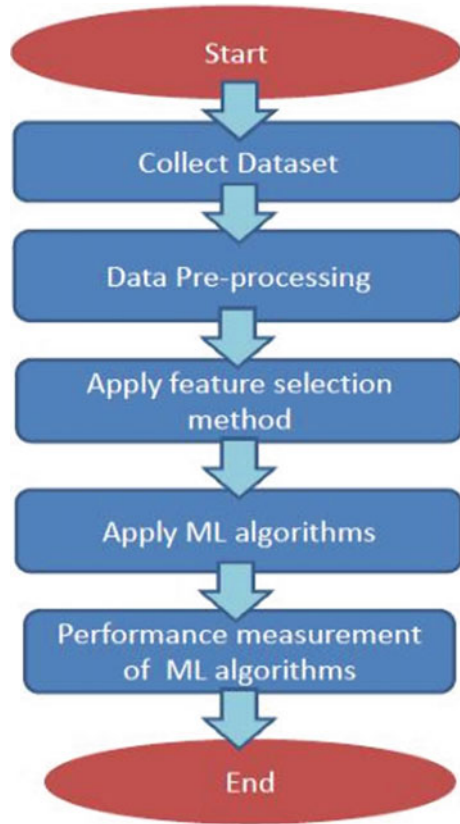 Start
Collect Dataset
Data Pre-processing
Apply feature selection
method
Apply ML algorithms
Performance measurement
of ML algorithms
End